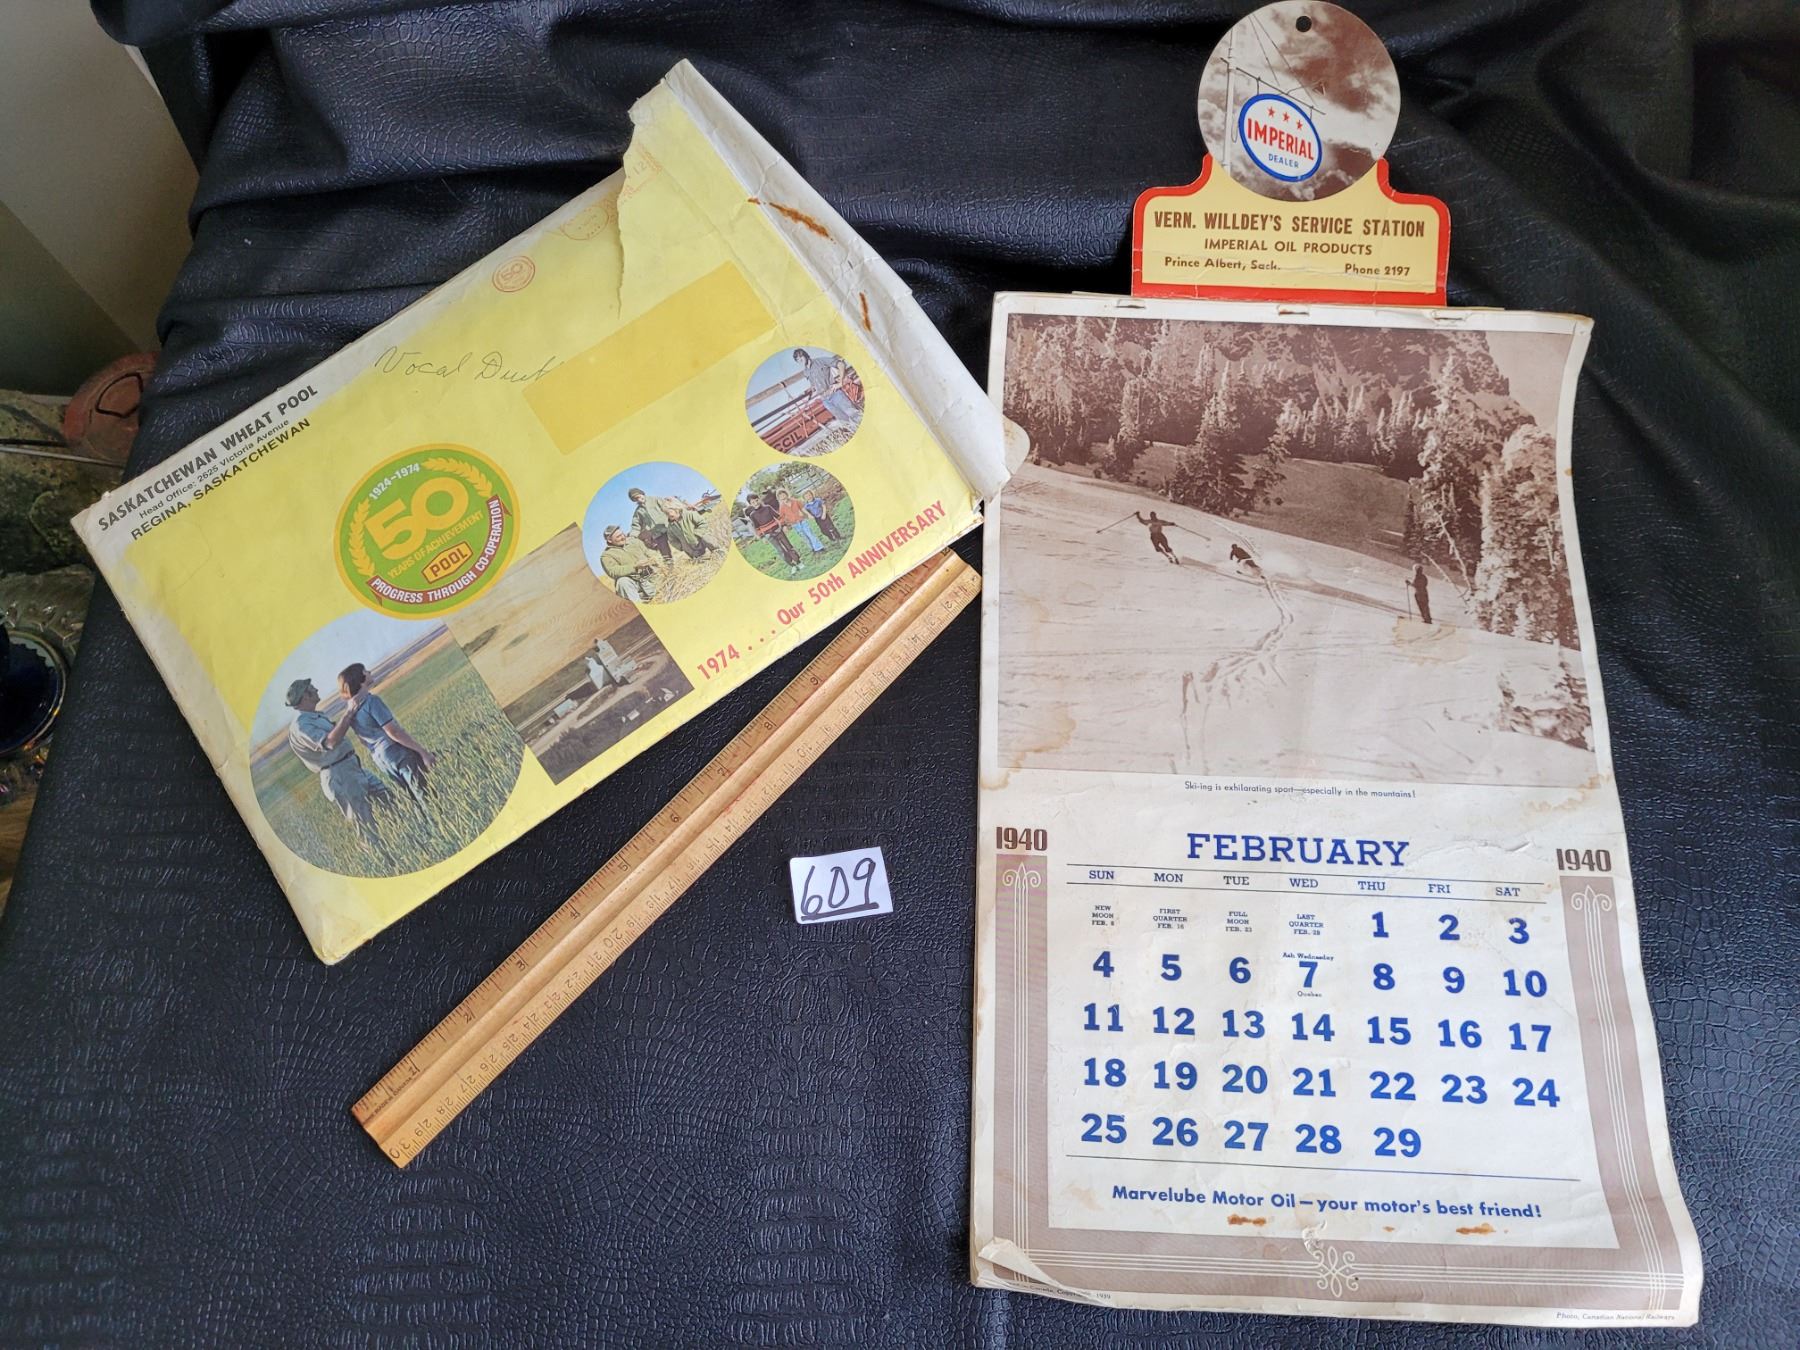 SASKATCHEWAN WHEAT POOL
Head Office: 2625 Victoria Avenue
REGINA, SASKATCHEWAN
Vocal Duet
50
1924-1974
50
YEARS OF ACHIEVEMENT
POOL
PROGRESS THROUGH CO-OPERATION
1974 . . . Our 50th ANNIVERSARY
609
IMPERIAL
DEALER
VERN. WILLDEY'S SERVICE STATION
IMPERIAL OIL PRODUCTS
Prince Albert, Sask. Phone 2197
Ski-ing is exhilarating sport—especially in the mountains!
1940 FEBRUARY 1940
SUN MON TUE WED THU FRI SAT
NEW MOON FEB. 8 FIRST QUARTER FEB. 16 FULL MOON FEB. 23 LAST QUARTER FEB. 29 1 2 3
Ash Wednesday
4 5 6 7 8 9 10
Quebec
11 12 13 14 15 16 17
18 19 20 21 22 23 24
25 26 27 28 29
Marvelube Motor Oil—your motor's best friend!
Photo, Canadian National Railways